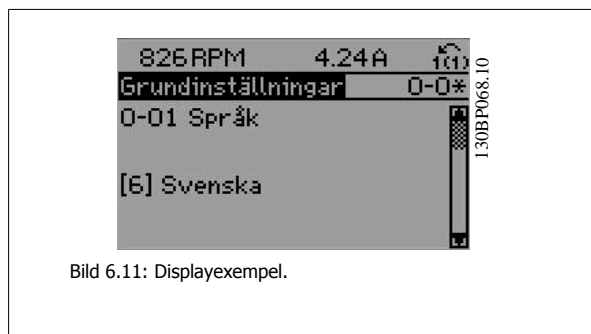 826RPM 4.24A 1(1)
Grundinställningar 0-0*
0-01 Språk
[6] Svenska
130BP068.10
Bild 6.11: Displayexempel.